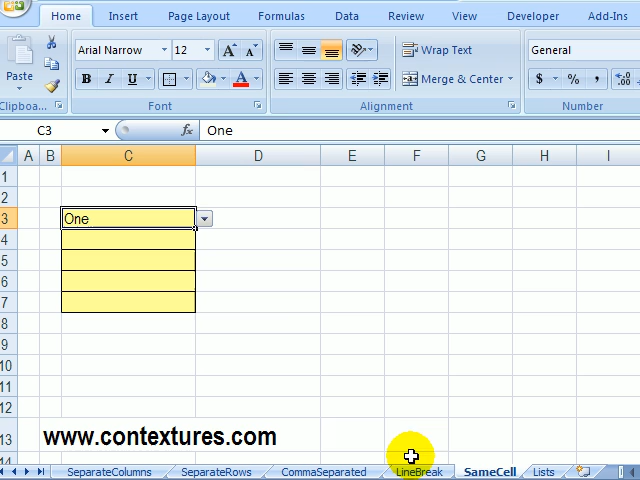 Home Insert Page Layout Formulas Data Review View Developer Add-Ins
Arial Narrow 12 A A Wrap Text General
Paste B I U A Merge & Center $ % , .00
Clipboa... Font Alignment Number
C3 fx One
A B C D E F G H I
1
2
3 One
4
5
6
7
8
9
10
11
12
13 www.contextures.com
14
SeparateColumns SeparateRows CommaSeparated LineBreak SameCell Lists